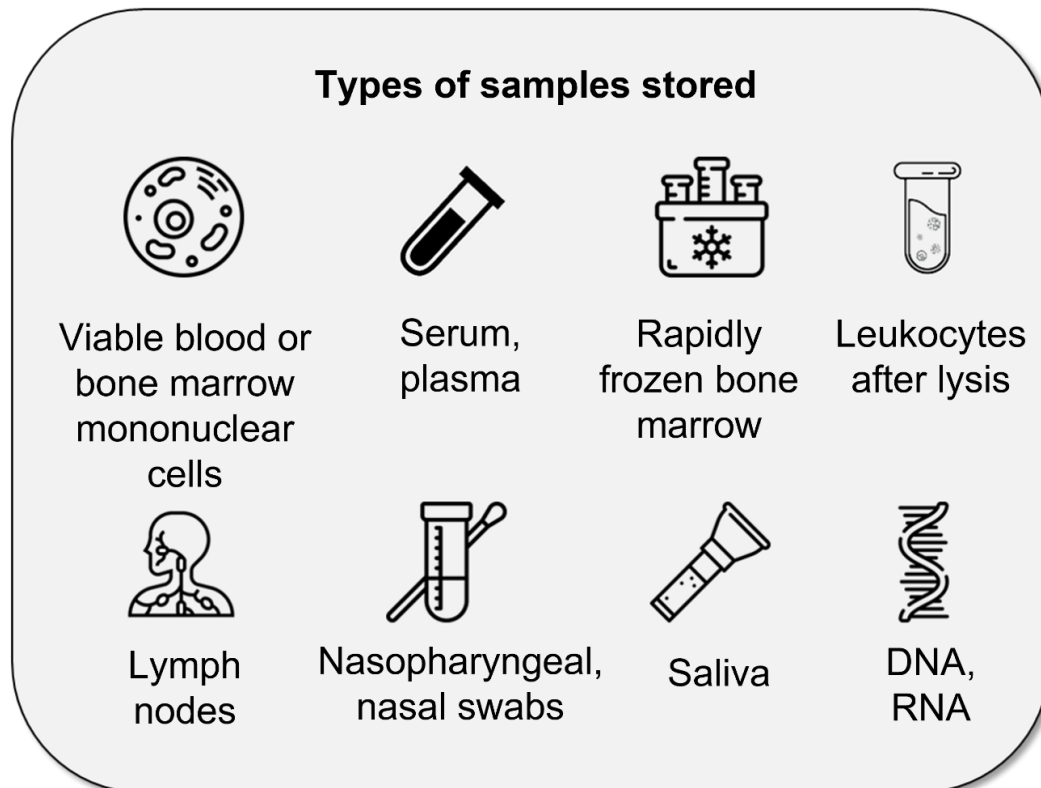 Types of samples stored
Viable blood or
bone marrow
mononuclear
cells
Serum,
plasma
Rapidly
frozen bone
marrow
Leukocytes
after lysis
Lymph
nodes
Nasopharyngeal,
nasal swabs
Saliva
DNA,
RNA